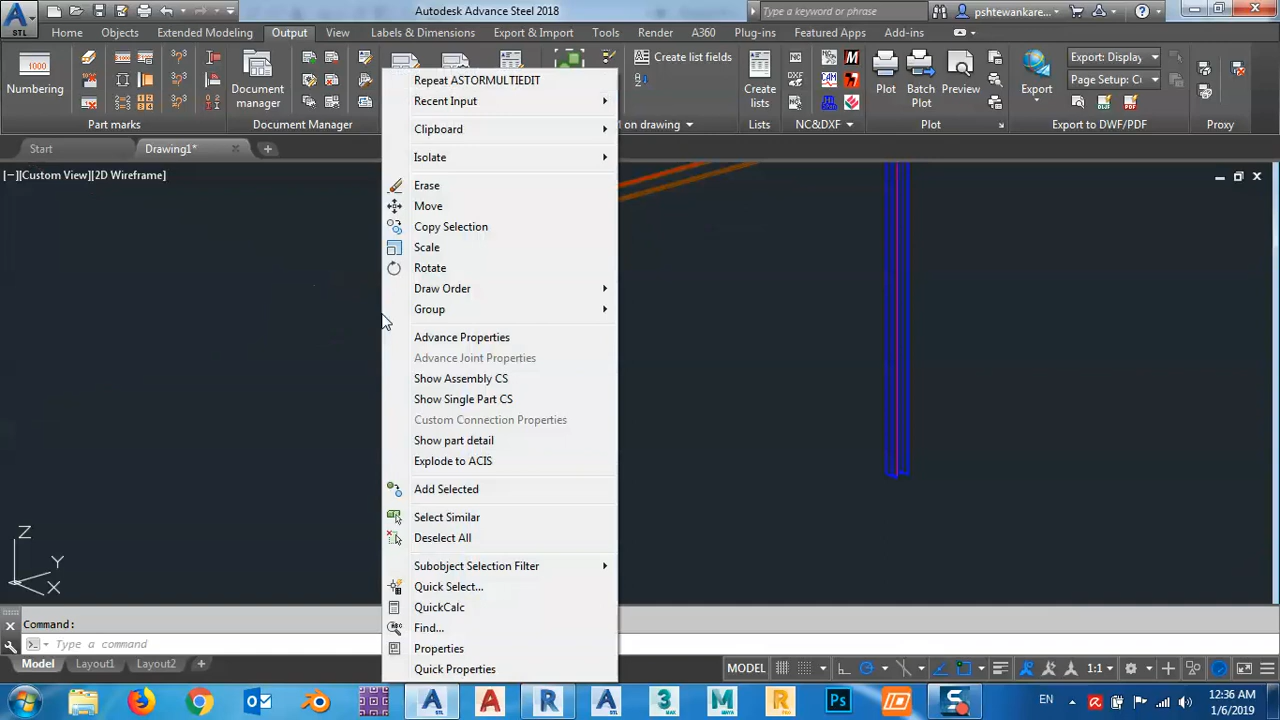 STL
Autodesk Advance Steel 2018
Type a keyword or phrase
pshtewankare...
Home
Objects
Extended Modeling
Output
View
Labels & Dimensions
Export & Import
Tools
Render
A360
Plug-ins
Featured Apps
Add-ins
1000
Numbering
Part marks
Document manager
Document Manager
Create list fields
on drawing
Create lists
Lists
NC
DXF
CAM
NC&DXF
Plot
Batch Plot
Preview
Plot
Export
Export: Display
Page Setup: Ci
Export to DWF/PDF
Proxy
Start
Drawing1*
[−][Custom View][2D Wireframe]
Repeat ASTORMULTIEDIT
Recent Input
Clipboard
Isolate
Erase
Move
Copy Selection
Scale
Rotate
Draw Order
Group
Advance Properties
Advance Joint Properties
Show Assembly CS
Show Single Part CS
Custom Connection Properties
Show part detail
Explode to ACIS
Add Selected
Select Similar
Deselect All
Subobject Selection Filter
Quick Select...
QuickCalc
Find...
Properties
Quick Properties
Z
Y
X
Command:
Type a command
Model
Layout1
Layout2
MODEL
1:1
EN
12:36 AM
1/6/2019